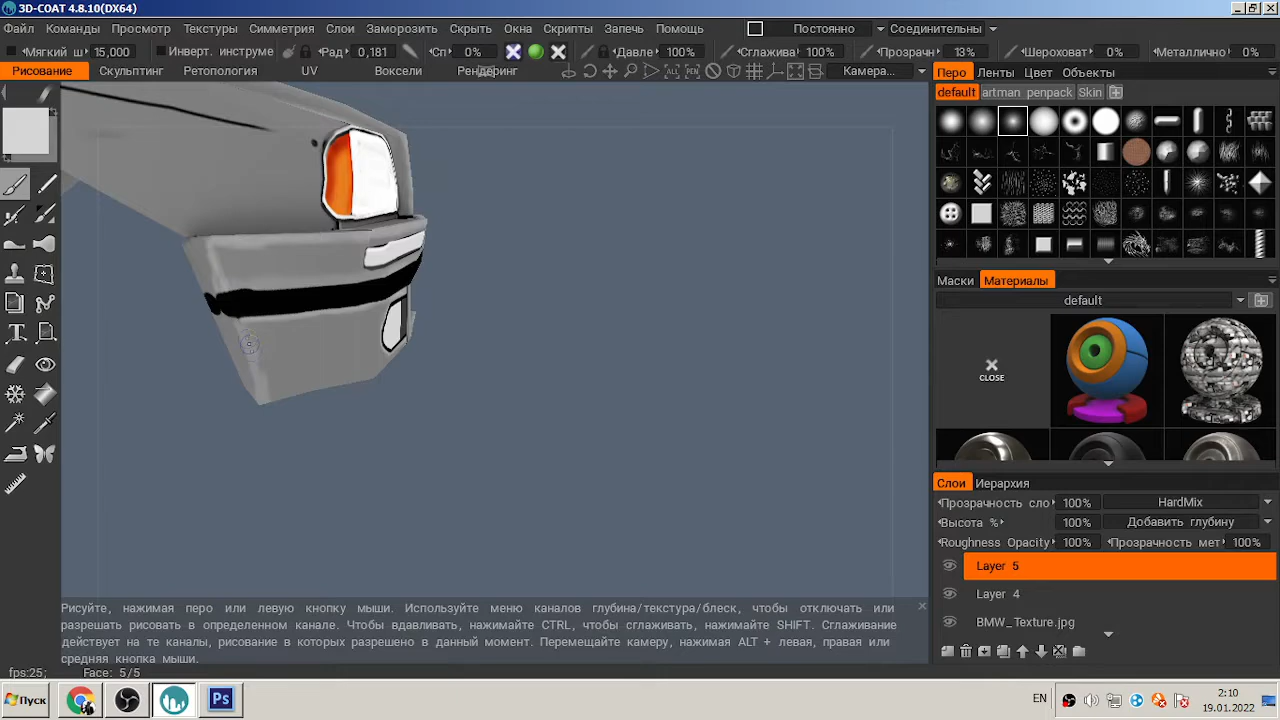 3D-COAT 4.8.10(DX64)
Файл Команды Просмотр Текстуры Симметрия Слои Заморозить Скрыть Окна Скрипты Запечь Помощь Постоянно Соединительны
Мягкий ш 15,000 Инверт. инструме Рад 0,181 Сп 0% Давле 100% Сглажива 100% Прозрачн 13% Шероховат 0% Металлично 0%
Рисование Скульптинг Ретопология UV Воксели Рендеринг ALL PEN Камера...
Перо Ленты Цвет Объекты
default artman penpack Skin
Маски Материалы
default
CLOSE
Слои Иерархия
Прозрачность сло 100% HardMix
Высота % 100% Добавить глубину
Roughness Opacity 100% Прозрачность мет 100%
Layer 5
Layer 4
BMW_Texture.jpg
Рисуйте, нажимая перо или левую кнопку мыши. Используйте меню каналов глубина/текстура/блеск, чтобы отключать или
разрешать рисовать в определенном канале. Чтобы вдавливать, нажимайте CTRL, чтобы сглаживать, нажимайте SHIFT. Сглаживание
действует на те каналы, рисование в которых разрешено в данный момент. Перемещайте камеру, нажимая ALT + левая, правая или
средняя кнопка мыши.
fps:25; Face: 5/5
Пуск Ps EN 2:10
19.01.2022